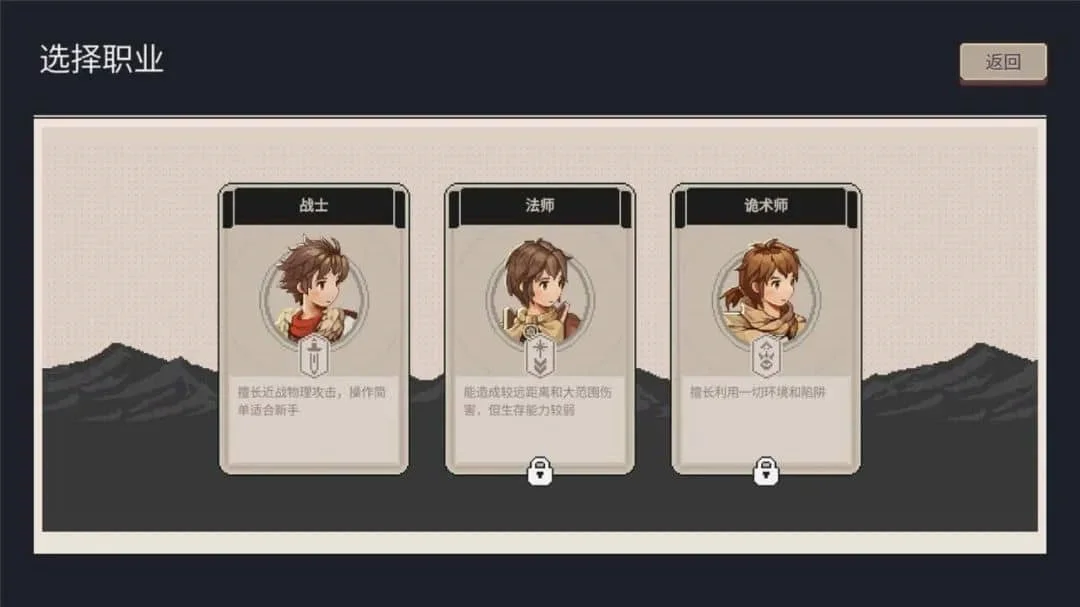 选择职业
返回
战士
擅长近战物理攻击，操作简
单适合新手
法师
能造成较远距离和大范围伤
害，但生存能力较弱
诡术师
擅长利用一切环境和陷阱